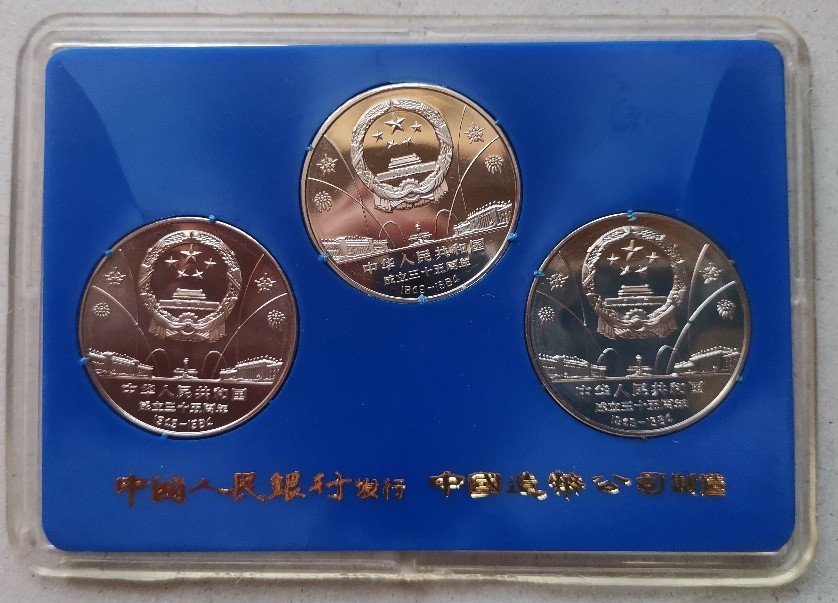 中华人民共和国
成立三十五周年
1949-1984
中华人民共和国
成立三十五周年
1949-1984
中华人民共和国
成立三十五周年
1949-1984
中國人民銀行发行 中国造幣公司制造